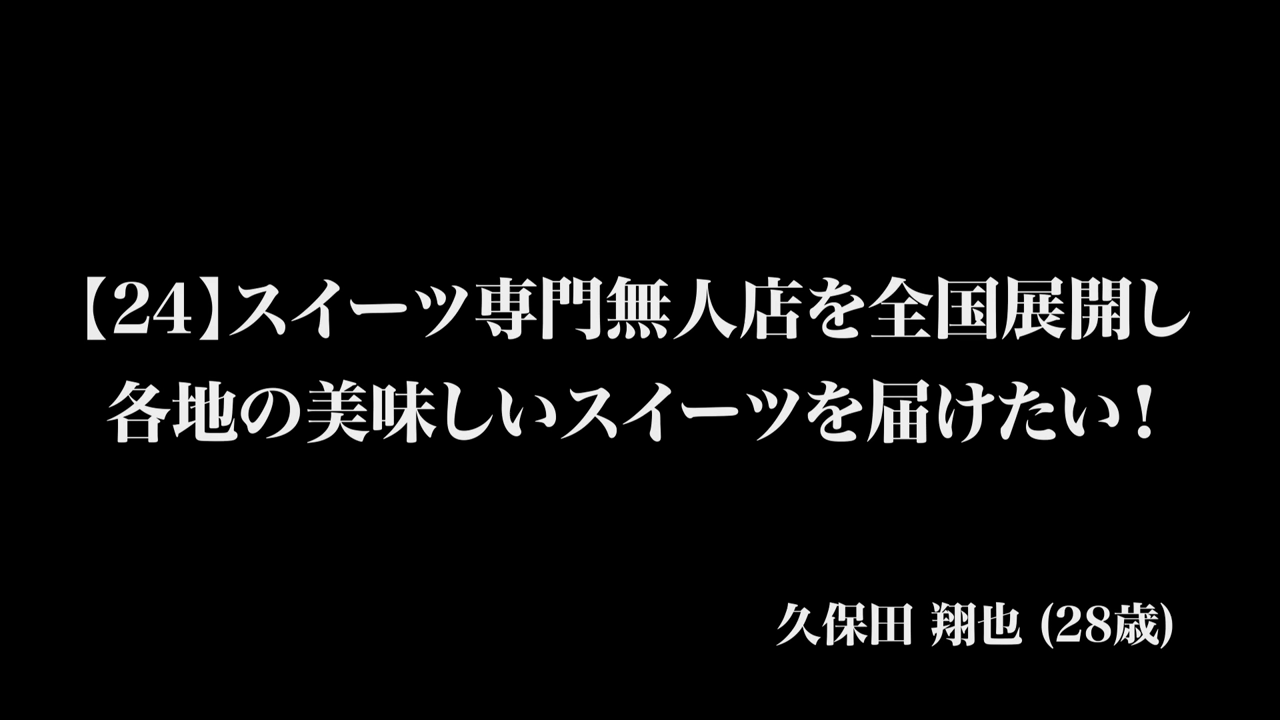 【24】スイーツ専門無人店を全国展開し
各地の美味しいスイーツを届けたい！
久保田 翔也 (28歳)